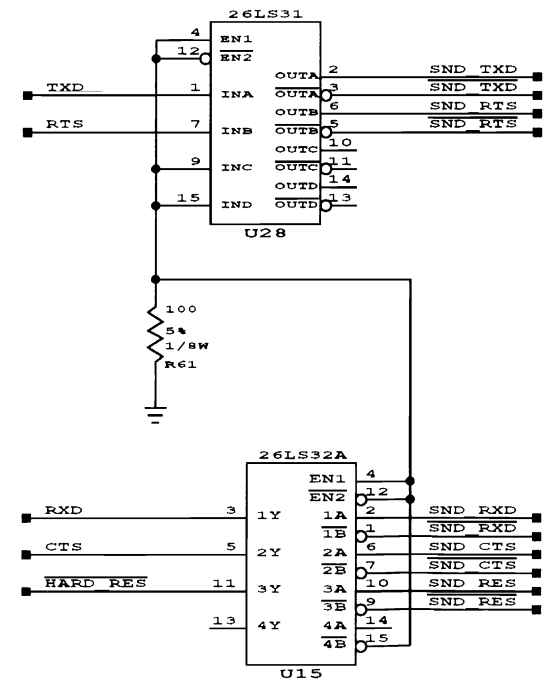 26LS31
4 EN1
12 EN2
OUTA 2 SND_TXD
TXD 1 INA OUTA 3 SND_TXD
OUTB 6 SND_RTS
RTS 7 INB OUTB 5 SND_RTS
OUTC 10
9 INC OUTC 11
OUTD 14
15 IND OUTD 13
U28
100
5%
1/8W
R61
26LS32A
EN1 4
EN2 12
RXD 3 1Y 1A 2 SND_RXD
1B 1 SND_RXD
CTS 5 2Y 2A 6 SND_CTS
2B 7 SND_CTS
HARD_RES 11 3Y 3A 10 SND_RES
3B 9 SND_RES
13 4Y 4A 14
4B 15
U15